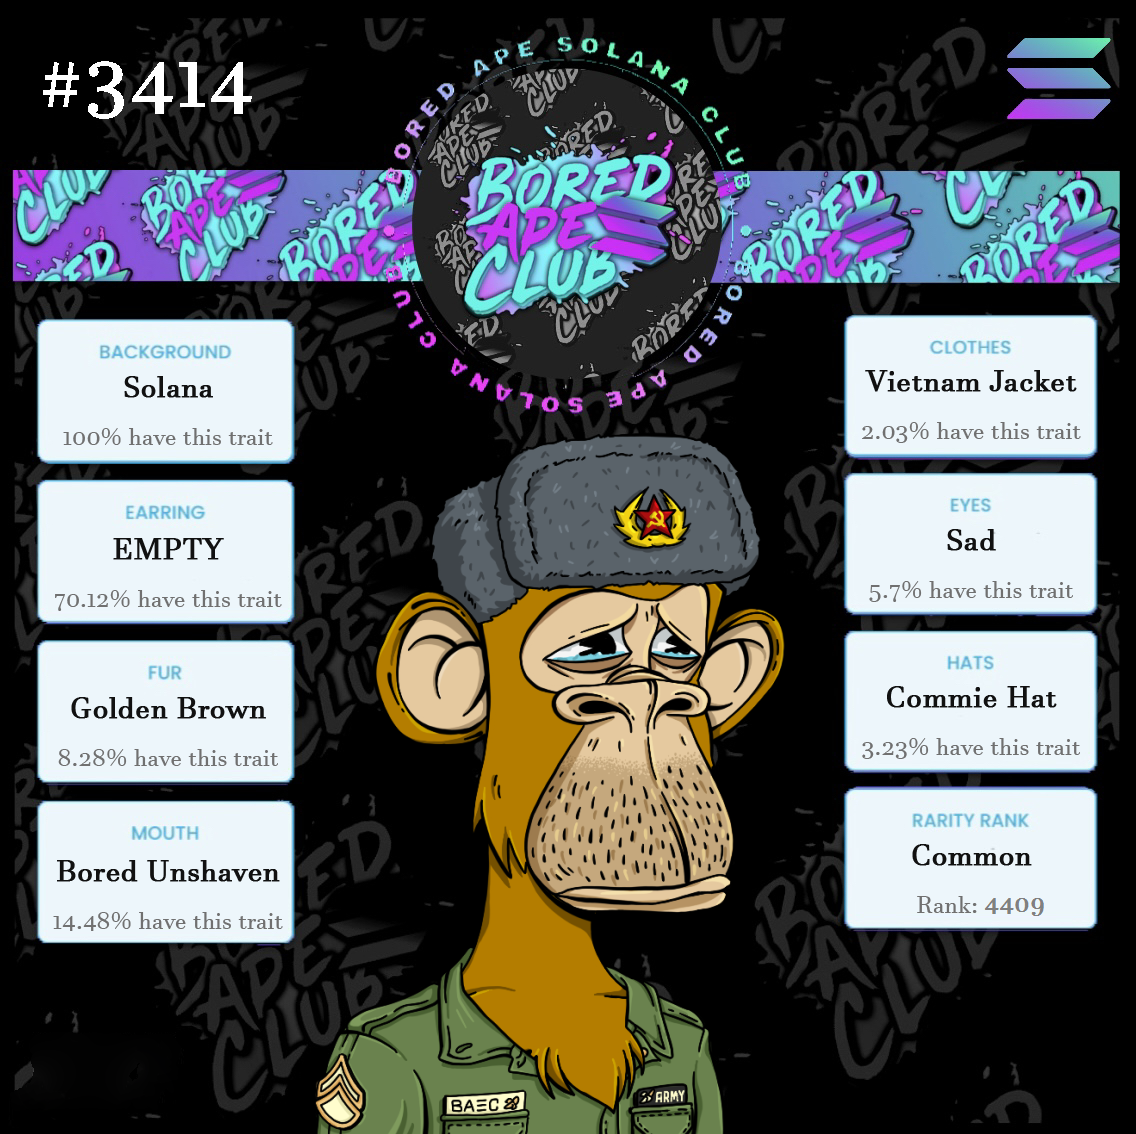 #3414
BORED APE SOLANA CLUB
BORED APE SOLANA CLUB
BORED
APE
CLUB
BACKGROUND
Solana
100% have this trait
EARRING
EMPTY
70.12% have this trait
FUR
Golden Brown
8.28% have this trait
MOUTH
Bored Unshaven
14.48% have this trait
CLOTHES
Vietnam Jacket
2.03% have this trait
EYES
Sad
5.7% have this trait
HATS
Commie Hat
3.23% have this trait
RARITY RANK
Common
Rank: 4409
ARMY